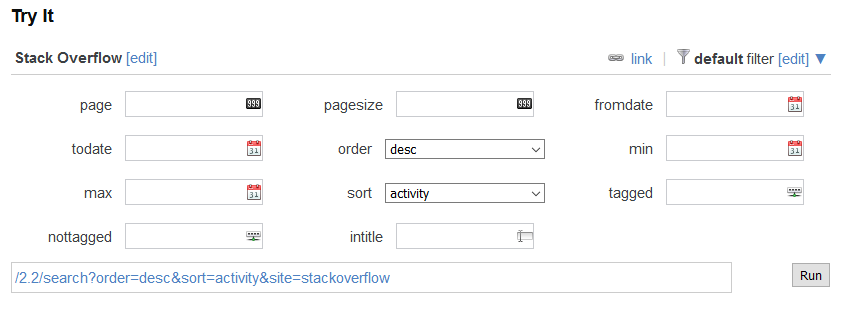 Try It
Stack Overflow [edit] link | default filter [edit] ▼
page 999 pagesize 999 fromdate 31
todate 31 order desc min 31
max 31 sort activity tagged
nottagged intitle
/2.2/search?order=desc&sort=activity&site=stackoverflow Run